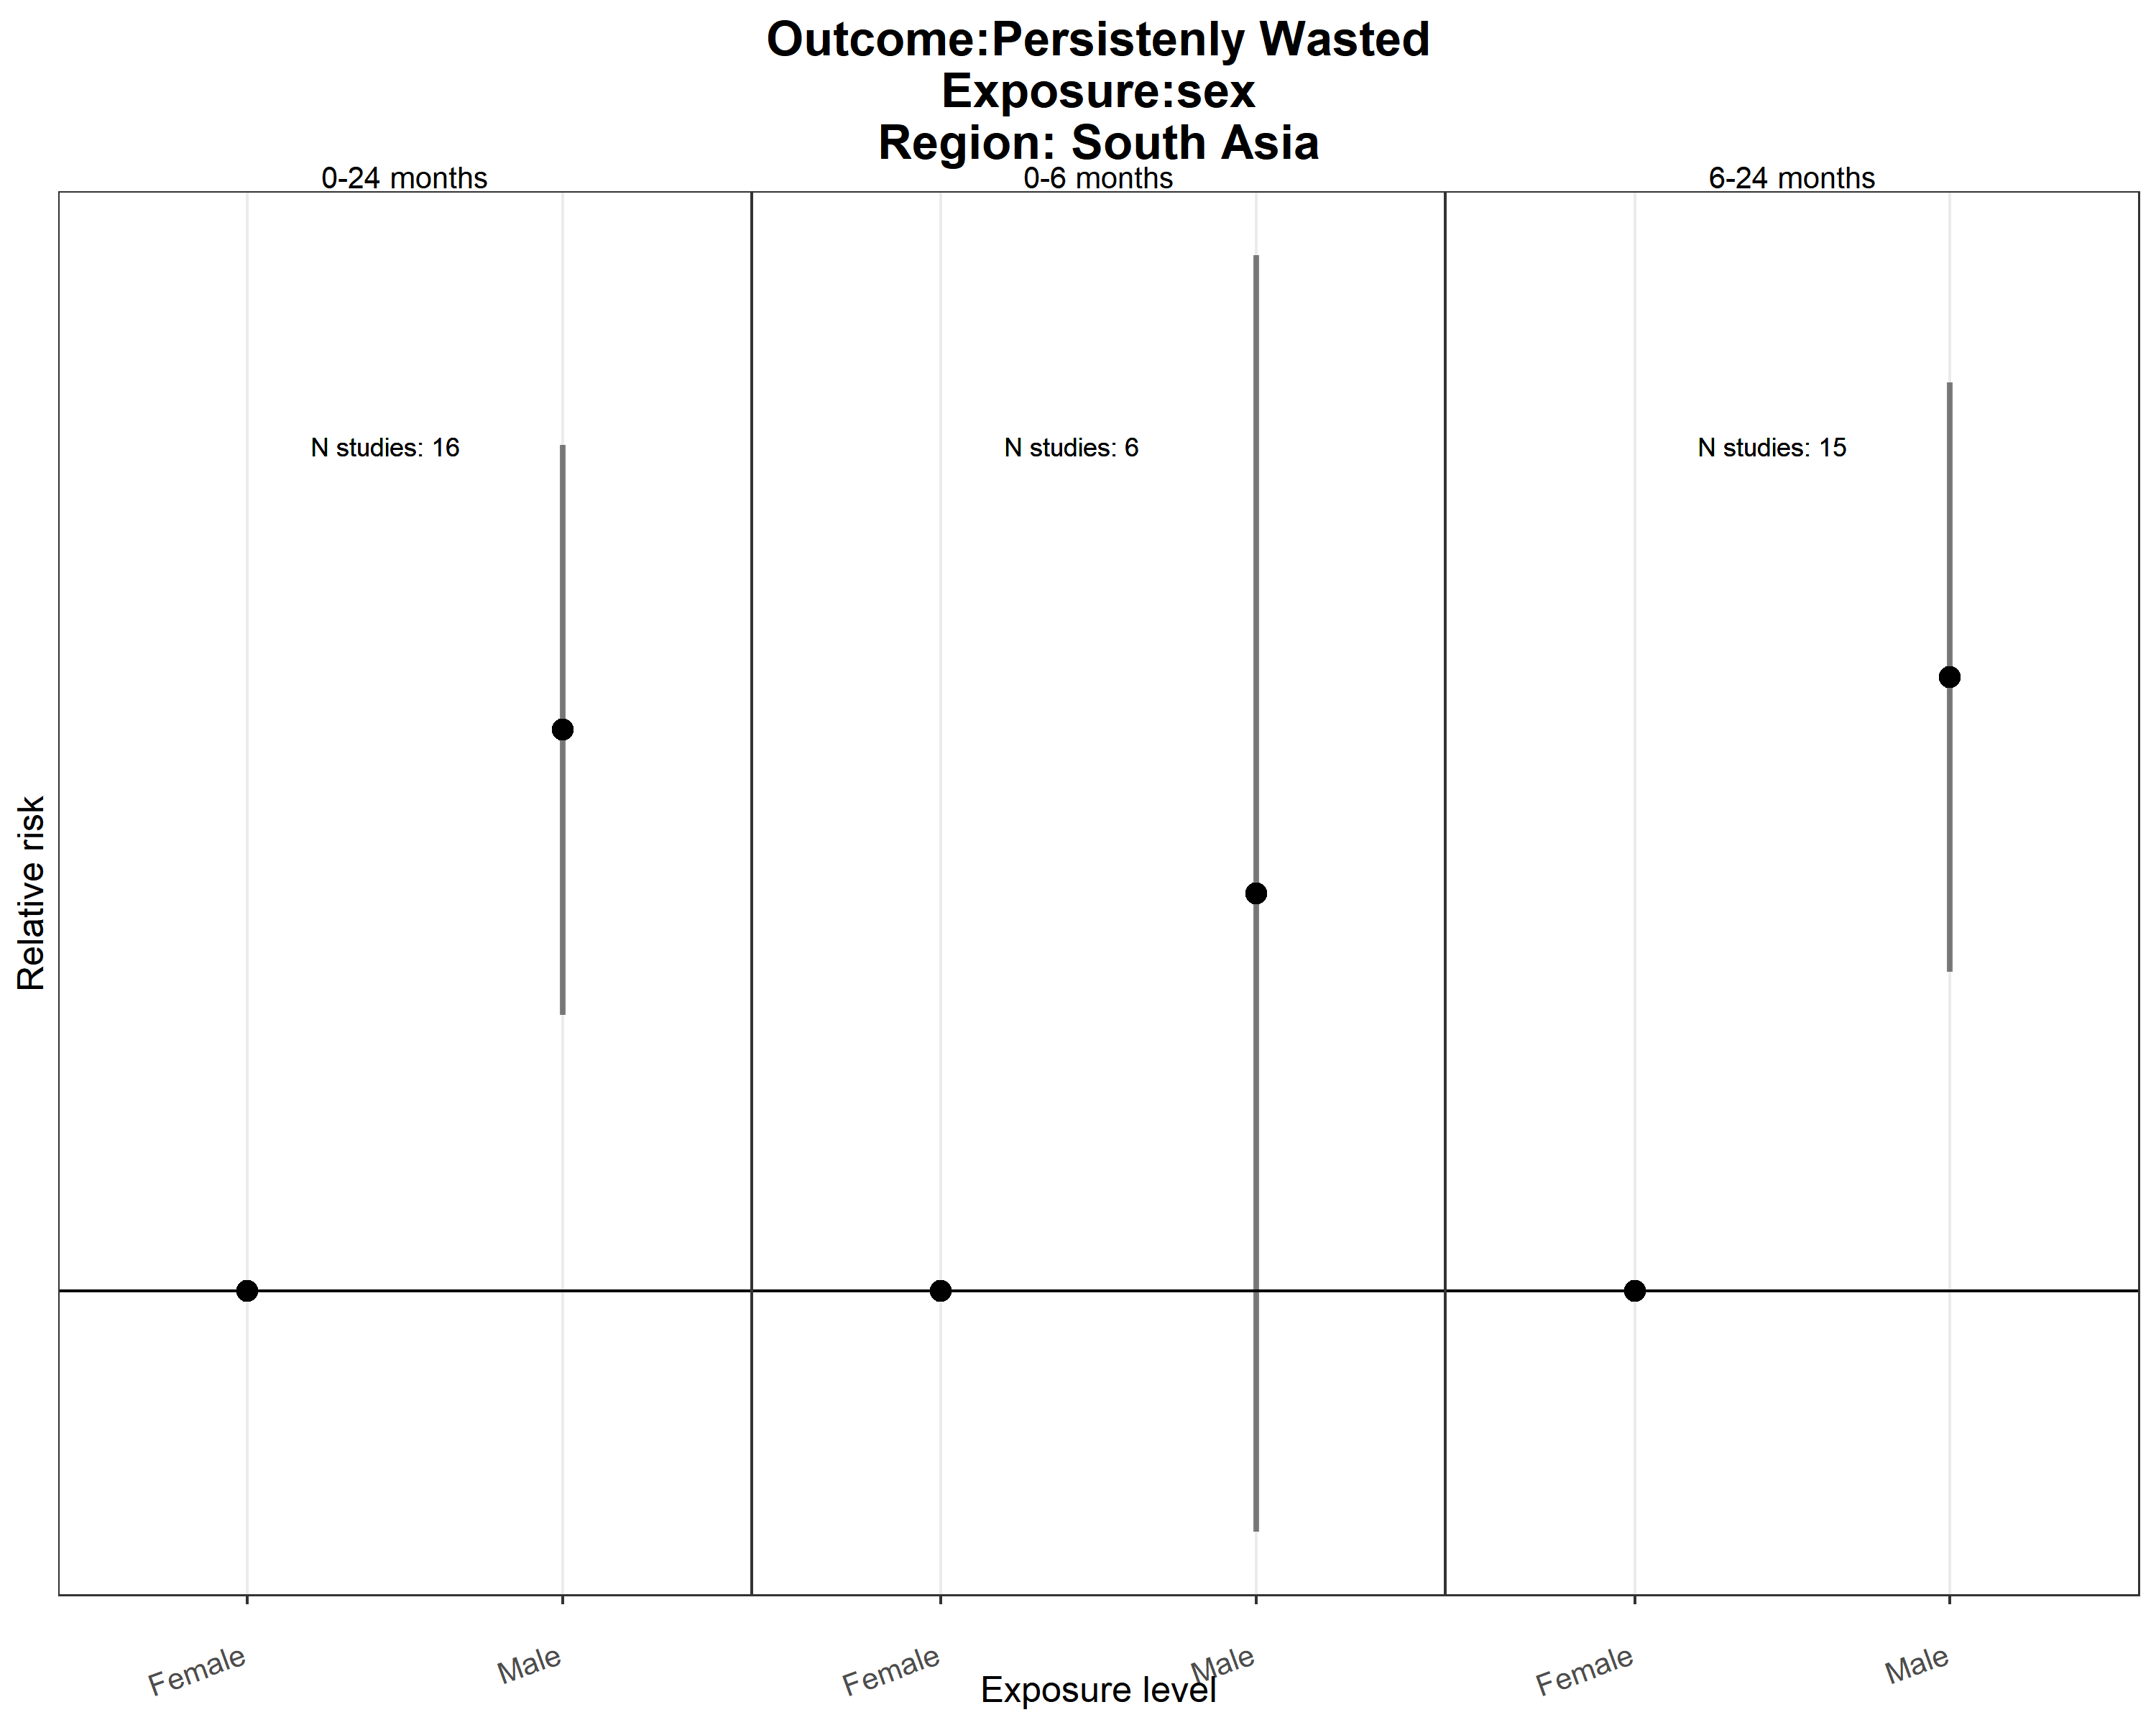 Outcome:Persistenly Wasted
Exposure:sex
Region: South Asia
0-24 months
0-6 months
6-24 months
N studies: 16
N studies: 6
N studies: 15
Relative risk
Female
Male
Female
Male
Female
Male
Exposure level